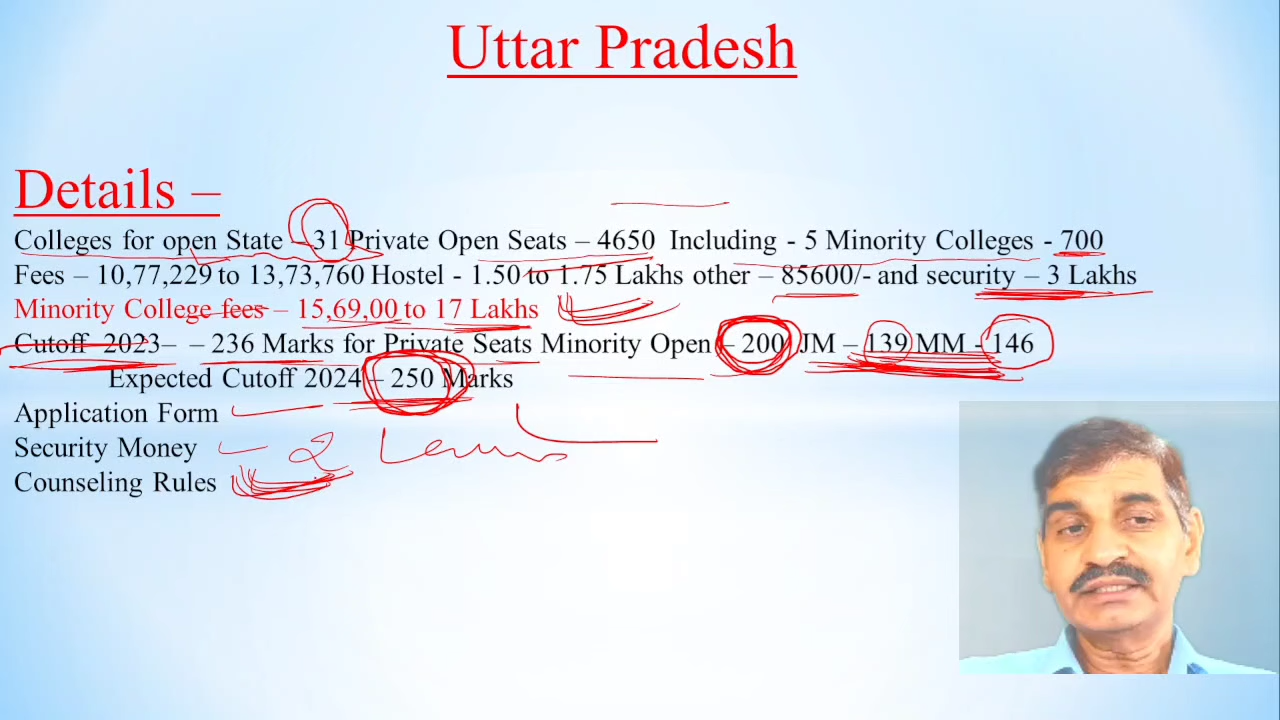 Uttar Pradesh
Details –
Colleges for open State – 31 Private Open Seats – 4650 Including - 5 Minority Colleges - 700
Fees – 10,77,229 to 13,73,760 Hostel - 1.50 to 1.75 Lakhs other – 85600/- and security – 3 Lakhs
Minority College fees – 15,69,00 to 17 Lakhs
Cutoff 2023– – 236 Marks for Private Seats Minority Open – 200 JM – 139 MM - 146
Expected Cutoff 2024 – 250 Marks
Application Form
Security Money 2
Counseling Rules